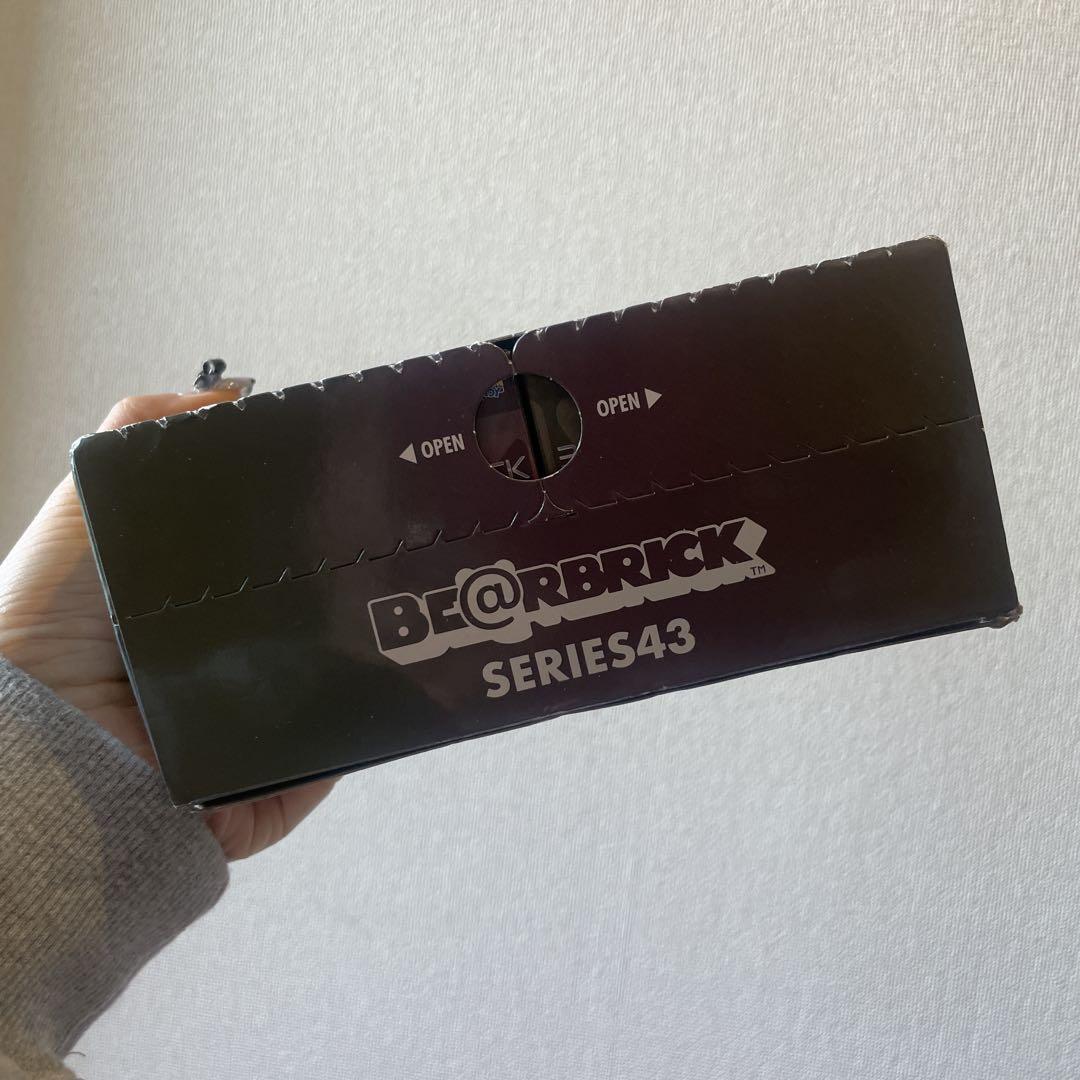 ◀ OPEN
OPEN ▶
BE@RBRICK™
SERIES43